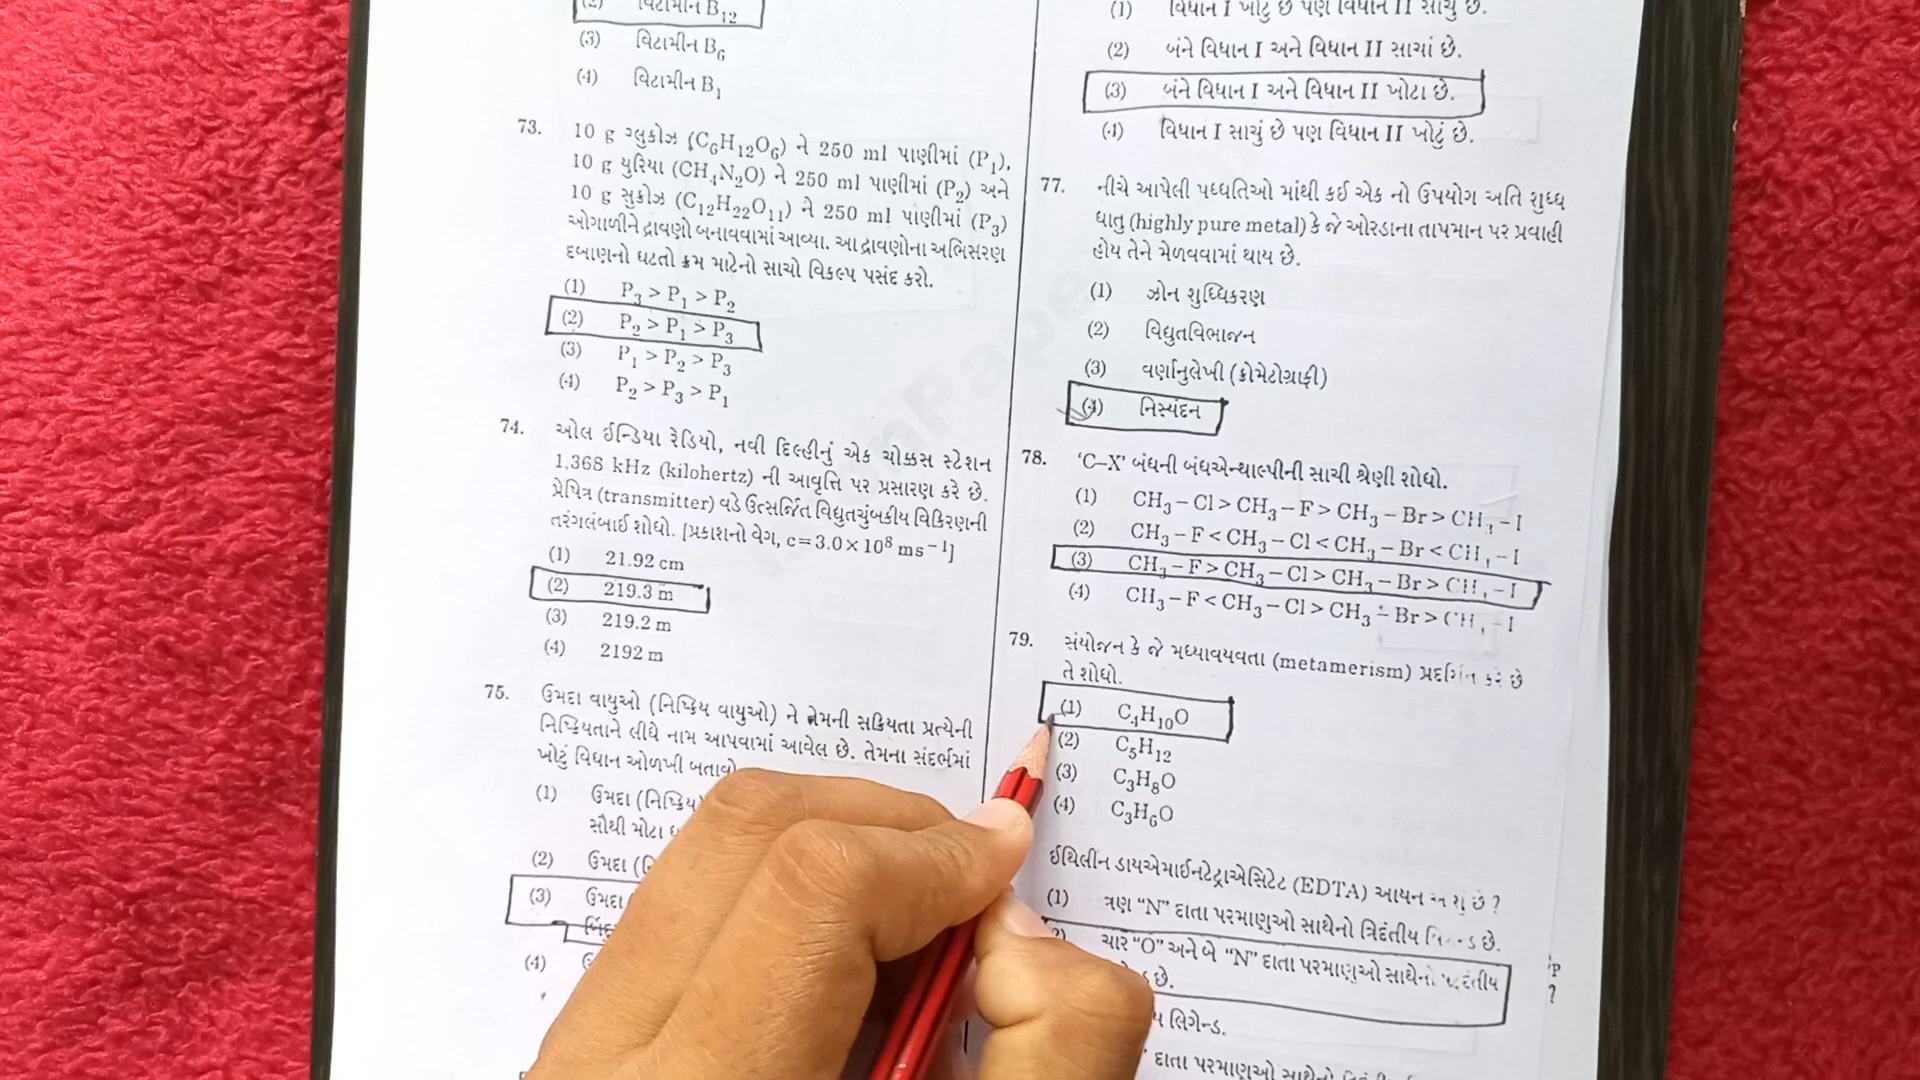 (2) વિટામીન B12
(3) વિટામીન B6
(4) વિટામીન B1
73. 10 g ગ્લુકોઝ (C6H12O6) ને 250 ml પાણીમાં (P1),
10 g યુરિયા (CH4N2O) ને 250 ml પાણીમાં (P2) અને
10 g સુક્રોઝ (C12H22O11) ને 250 ml પાણીમાં (P3)
ઓગાળીને દ્રાવણો બનાવવામાં આવ્યા. આ દ્રાવણોના અભિસરણ
દબાણનો ઘટતો ક્રમ માટેનો સાચો વિકલ્પ પસંદ કરો.
(1) P3 > P1 > P2
(2) P2 > P1 > P3
(3) P1 > P2 > P3
(4) P2 > P3 > P1
74. ઓલ ઈન્ડિયા રેડિયો, નવી દિલ્હીનું એક ચોક્કસ સ્ટેશન
1,368 kHz (kilohertz) ની આવૃત્તિ પર પ્રસારણ કરે છે.
પ્રેષિત્ર (transmitter) વડે ઉત્સર્જિત વિદ્યુતચુંબકીય વિકિરણની
તરંગલંબાઈ શોધો. [પ્રકાશનો વેગ, c=3.0×10⁸ ms⁻¹]
(1) 21.92 cm
(2) 219.3 m
(3) 219.2 m
(4) 2192 m
75. ઉમદા વાયુઓ (નિષ્ક્રિય વાયુઓ) ને તેમની સક્રિયતા પ્રત્યેની
નિષ્ક્રિયતાને લીધે નામ આપવામાં આવેલ છે. તેમના સંદર્ભમાં
ખોટું વિધાન ઓળખી બતાવો
(1) ઉમદા (નિષ્ક્રિય
સૌથી મોટા
(2) ઉમદા
(3) ઉમદા
(4)
(1) વિધાન I ખોટું છે પણ વિધાન II સાચું છે.
(2) બંને વિધાન I અને વિધાન II સાચાં છે.
(3) બંને વિધાન I અને વિધાન II ખોટા છે.
(4) વિધાન I સાચું છે પણ વિધાન II ખોટું છે.
77. નીચે આપેલી પધ્ધતિઓ માંથી કઈ એક નો ઉપયોગ અતિ શુધ્ધ
ધાતુ (highly pure metal) કે જે ઓરડાના તાપમાન પર પ્રવાહી
હોય તેને મેળવવામાં થાય છે.
(1) ઝોન શુધ્ધિકરણ
(2) વિદ્યુતવિભાજન
(3) વર્ણાનુલેખી (ક્રોમેટોગ્રાફી)
(4) નિસ્યંદન
78. 'C–X' બંધની બંધએન્થાલ્પીની સાચી શ્રેણી શોધો.
(1) CH3 – Cl > CH3 – F > CH3 – Br > CH3 – I
(2) CH3 – F < CH3 – Cl < CH3 – Br < CH3 – I
(3) CH3 – F > CH3 – Cl > CH3 – Br > CH3 – I
(4) CH3 – F < CH3 – Cl > CH3 – Br > CH3 – I
79. સંયોજન કે જે મધ્યાવયવતા (metamerism) પ્રદર્શિત કરે છે
તે શોધો.
(1) C4H10O
(2) C5H12
(3) C3H8O
(4) C3H6O
ઈથિલીન ડાયએમાઈનટેટ્રાએસિટેટ (EDTA) આયન એ શું છે ?
(1) ત્રણ “N” દાતા પરમાણુઓ સાથેનો ત્રિદંતીય લિગેન્ડ છે.
ચાર “O” અને બે “N” દાતા પરમાણુઓ સાથેનો
છે.
લિગેન્ડ.
દાતા પરમાણુઓ સાથેનો